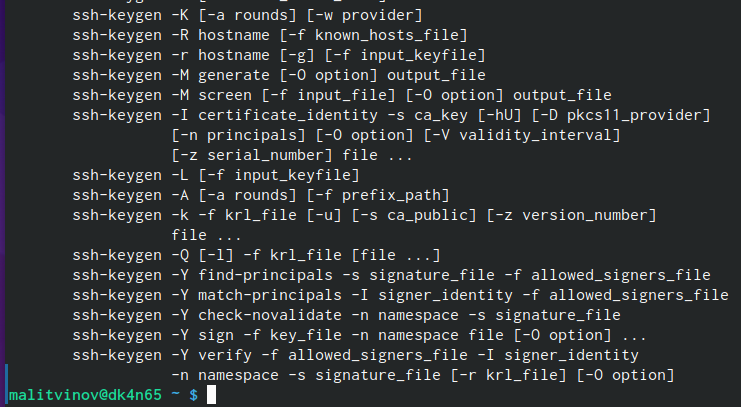 ssh-keygen -K [-a rounds] [-w provider]
ssh-keygen -R hostname [-f known_hosts_file]
ssh-keygen -r hostname [-g] [-f input_keyfile]
ssh-keygen -M generate [-O option] output_file
ssh-keygen -M screen [-f input_file] [-O option] output_file
ssh-keygen -I certificate_identity -s ca_key [-hU] [-D pkcs11_provider]
[-n principals] [-O option] [-V validity_interval]
[-z serial_number] file ...
ssh-keygen -L [-f input_keyfile]
ssh-keygen -A [-a rounds] [-f prefix_path]
ssh-keygen -k -f krl_file [-u] [-s ca_public] [-z version_number]
file ...
ssh-keygen -Q [-l] -f krl_file [file ...]
ssh-keygen -Y find-principals -s signature_file -f allowed_signers_file
ssh-keygen -Y match-principals -I signer_identity -f allowed_signers_file
ssh-keygen -Y check-novalidate -n namespace -s signature_file
ssh-keygen -Y sign -f key_file -n namespace file [-O option] ...
ssh-keygen -Y verify -f allowed_signers_file -I signer_identity
-n namespace -s signature_file [-r krl_file] [-O option]
malitvinov@dk4n65 ~ $